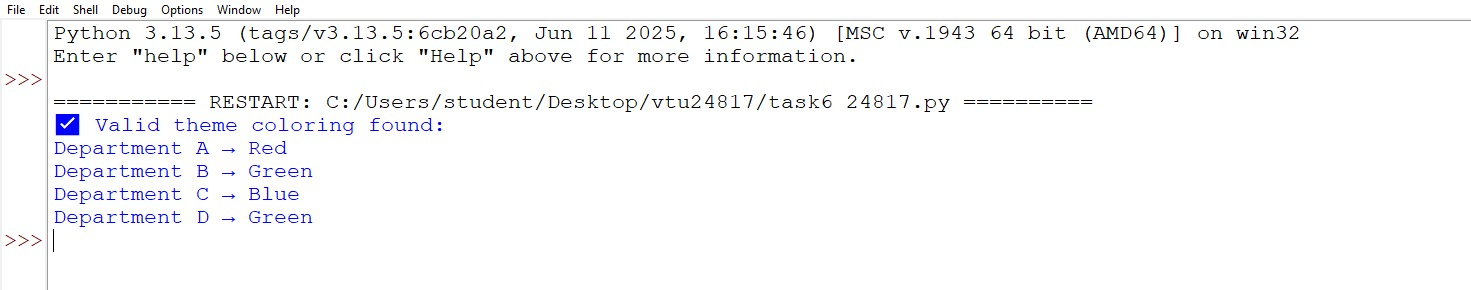 File Edit Shell Debug Options Window Help
Python 3.13.5 (tags/v3.13.5:6cb20a2, Jun 11 2025, 16:15:46) [MSC v.1943 64 bit (AMD64)] on win32
Enter "help" below or click "Help" above for more information.
>>>
=========== RESTART: C:/Users/student/Desktop/vtu24817/task6 24817.py ==========
✅ Valid theme coloring found:
Department A → Red
Department B → Green
Department C → Blue
Department D → Green
>>>